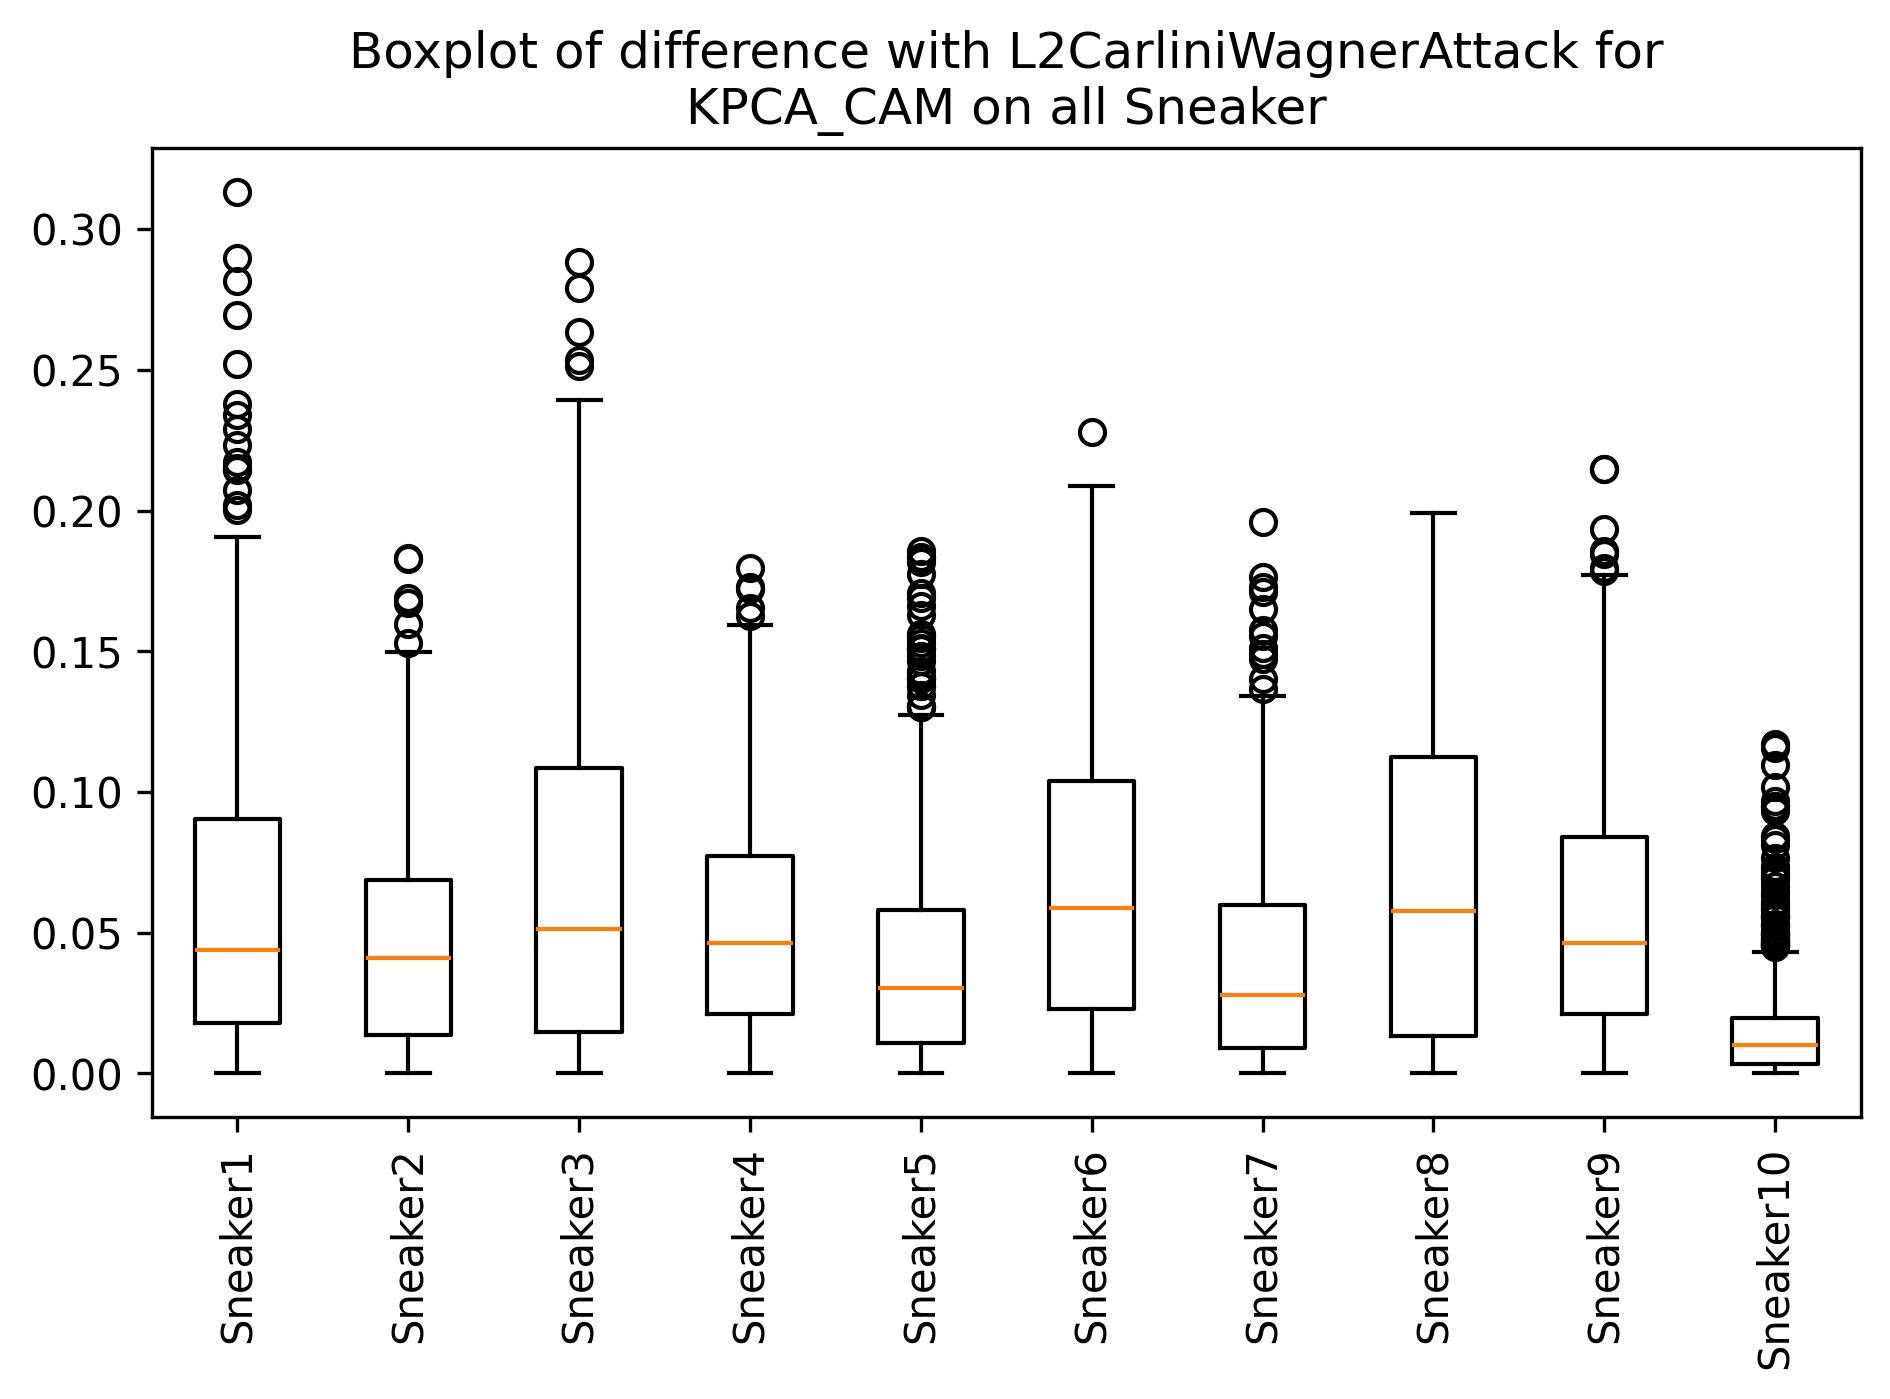 Boxplot of difference with L2CarliniWagnerAttack for
KPCA_CAM on all Sneaker
0.30
0.25
0.20
0.15
0.10
0.05
0.00
Sneaker1
Sneaker2
Sneaker3
Sneaker4
Sneaker5
Sneaker6
Sneaker7
Sneaker8
Sneaker9
Sneaker10